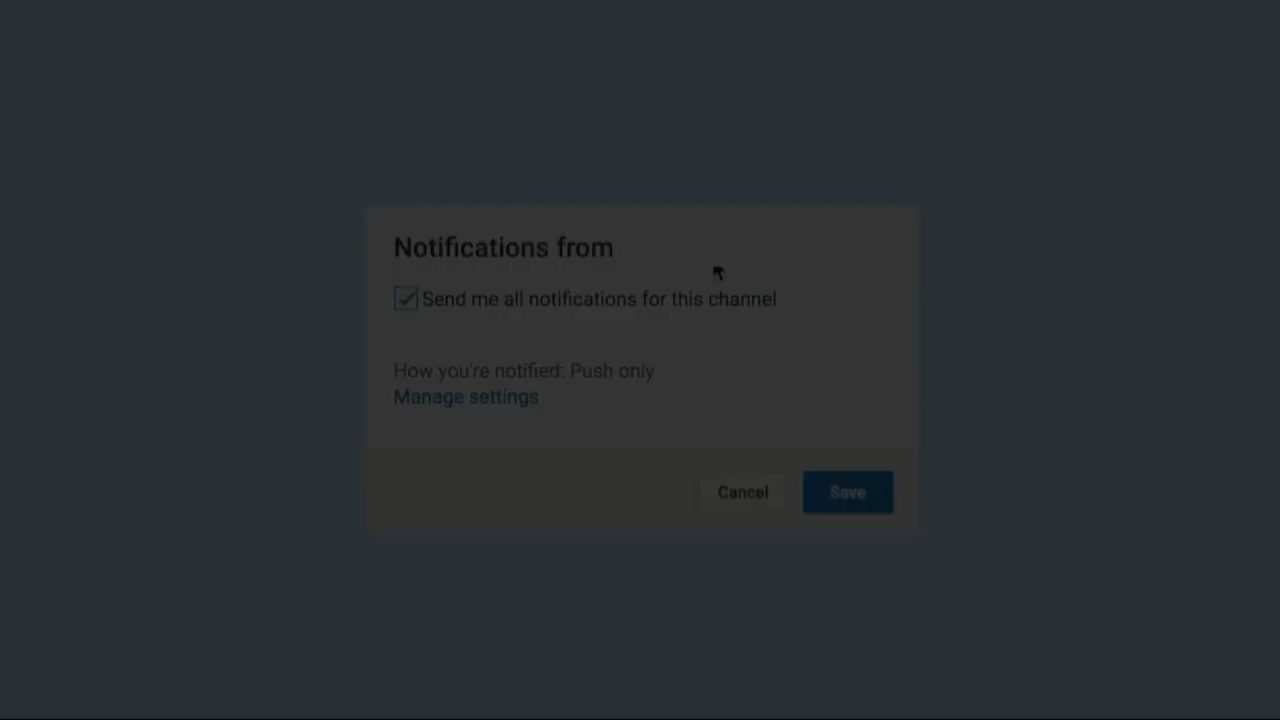 Notifications from
Send me all notifications for this channel
How you're notified: Push only
Manage settings
Cancel
Save